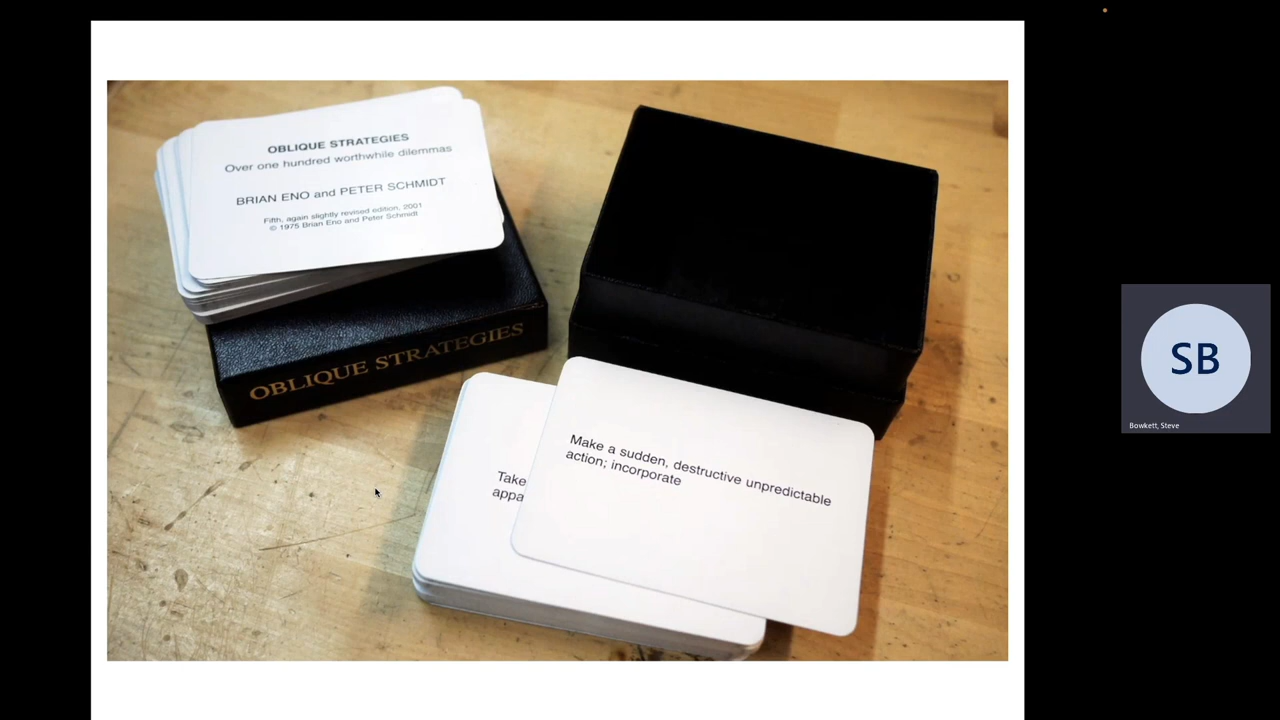 OBLIQUE STRATEGIES
Over one hundred worthwhile dilemmas
BRIAN ENO and PETER SCHMIDT
Fifth, again slightly revised edition, 2001
© 1975 Brian Eno and Peter Schmidt
OBLIQUE STRATEGIES
Make a sudden, destructive unpredictable
action; incorporate
Take
appa
SB
Bowkett, Steve